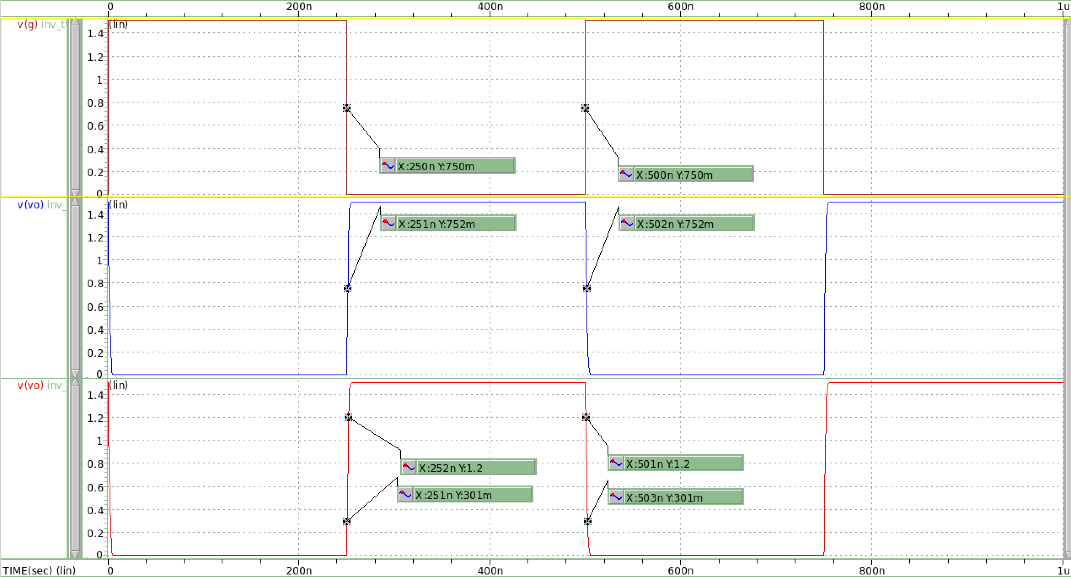 0 200n 400n 600n 800n 1u
v(g) inv_t (lin)
1.4
1.2
1
0.8
0.6
0.4
0.2
0
X:250n Y:750m
X:500n Y:750m
v(vo) inv_ (lin)
1.4
1.2
1
0.8
0.6
0.4
0.2
0
X:251n Y:752m
X:502n Y:752m
v(vo) inv_ (lin)
1.4
1.2
1
0.8
0.6
0.4
0.2
0
X:252n Y:1.2
X:501n Y:1.2
X:251n Y:301m
X:503n Y:301m
TIME(sec) (lin) 0 200n 400n 600n 800n 1u